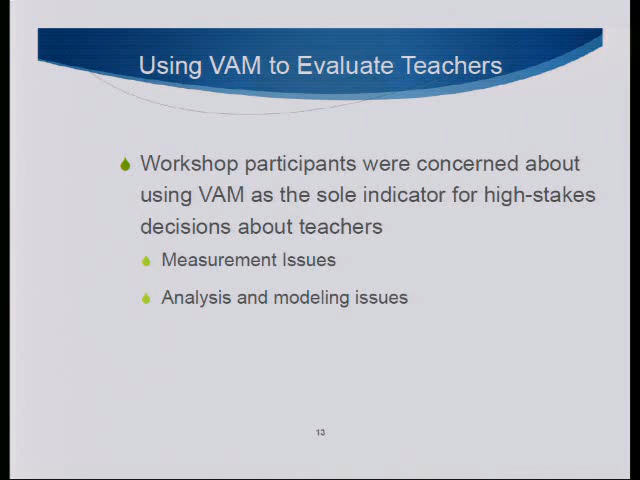 Using VAM to Evaluate Teachers
Workshop participants were concerned about
using VAM as the sole indicator for high-stakes
decisions about teachers
Measurement Issues
Analysis and modeling issues
13